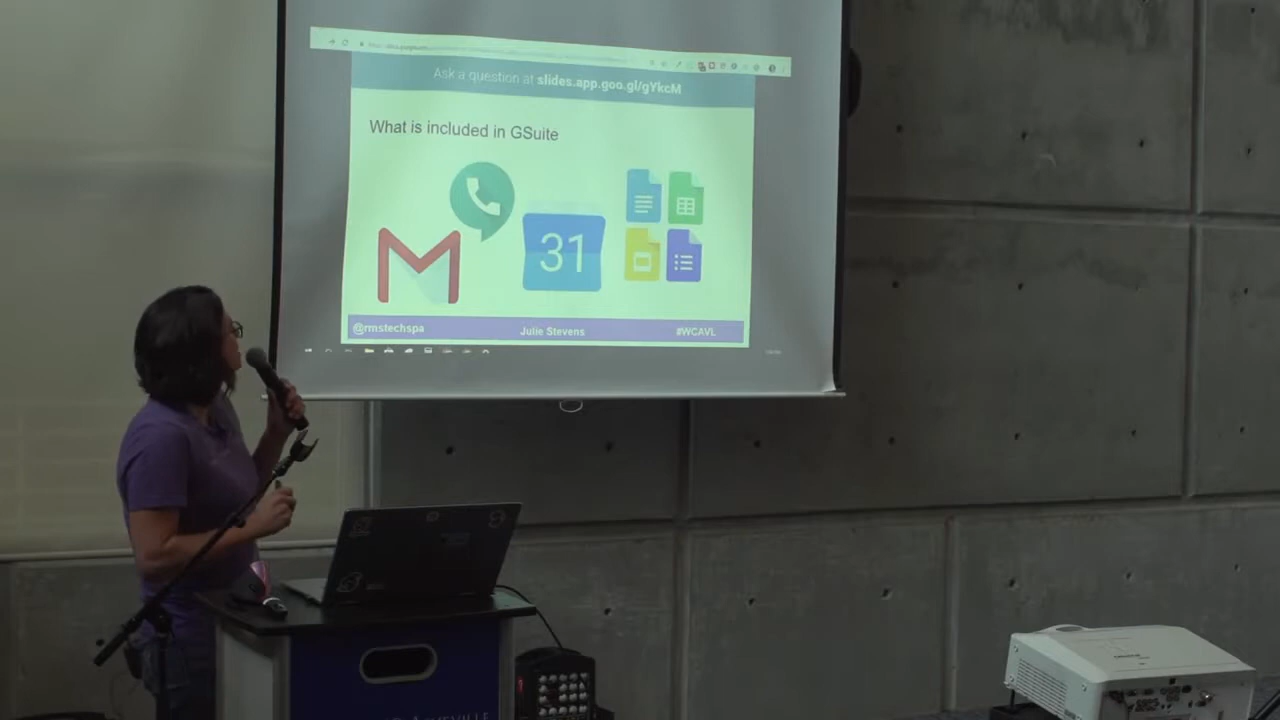 Ask a question at slides.app.goo.gl/gYkcM
What is included in GSuite
31
@rmstechspa
Julie Stevens
#WCAVL